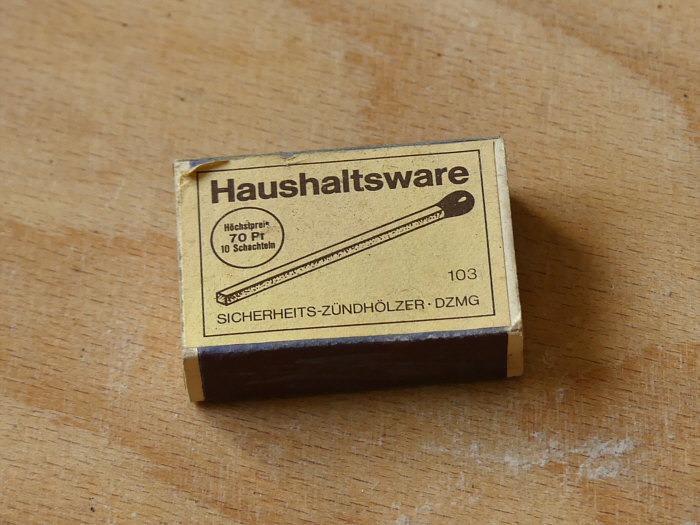 Haushaltsware
Höchstpreis
70 Pf
10 Schachteln
103
SICHERHEITS-ZÜNDHÖLZER · DZMG